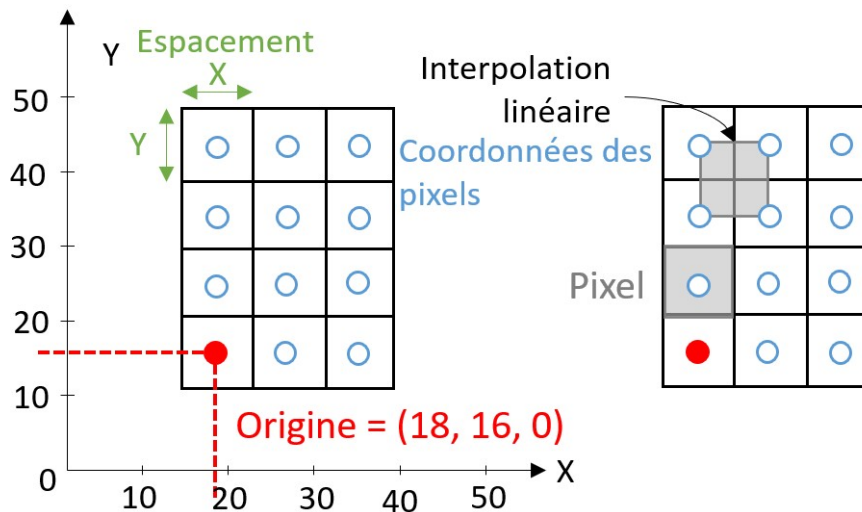 Y
Espacement
X
Y
50
40
30
20
10
0
10
20
30
40
50
X
Origine = (18, 16, 0)
Interpolation
linéaire
Coordonnées des
pixels
Pixel